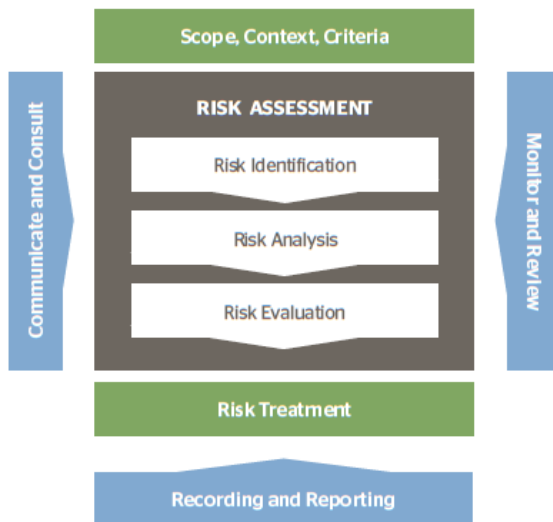 Scope, Context, Criteria
Communicate and Consult
RISK ASSESSMENT
Risk Identification
Risk Analysis
Risk Evaluation
Monitor and Review
Risk Treatment
Recording and Reporting